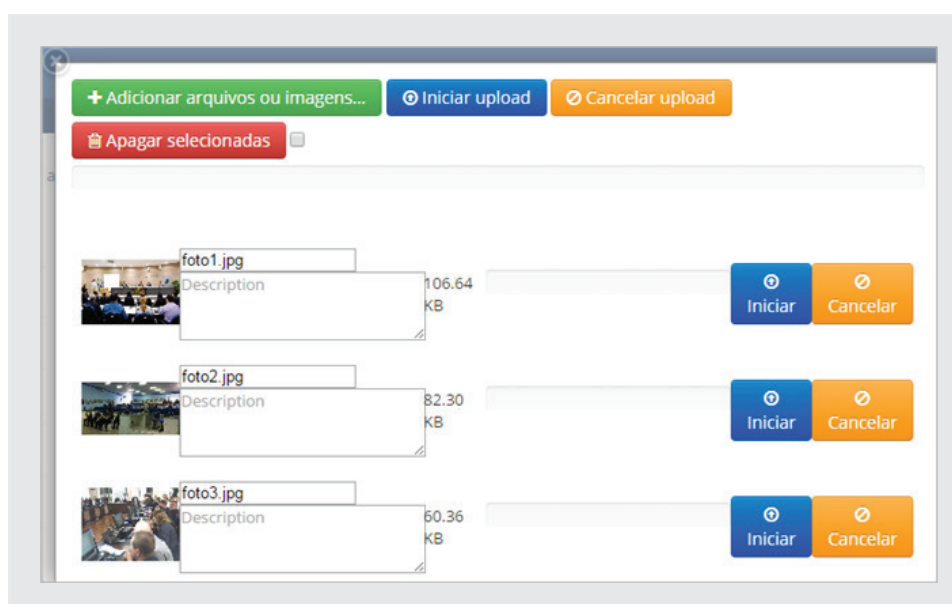 Adicionar arquivos ou imagens...
Iniciar upload
Cancelar upload
Apagar selecionadas
a
foto1.jpg
Description
106.64
KB
Iniciar
Cancelar
foto2.jpg
Description
82.30
KB
Iniciar
Cancelar
foto3.jpg
Description
60.36
KB
Iniciar
Cancelar